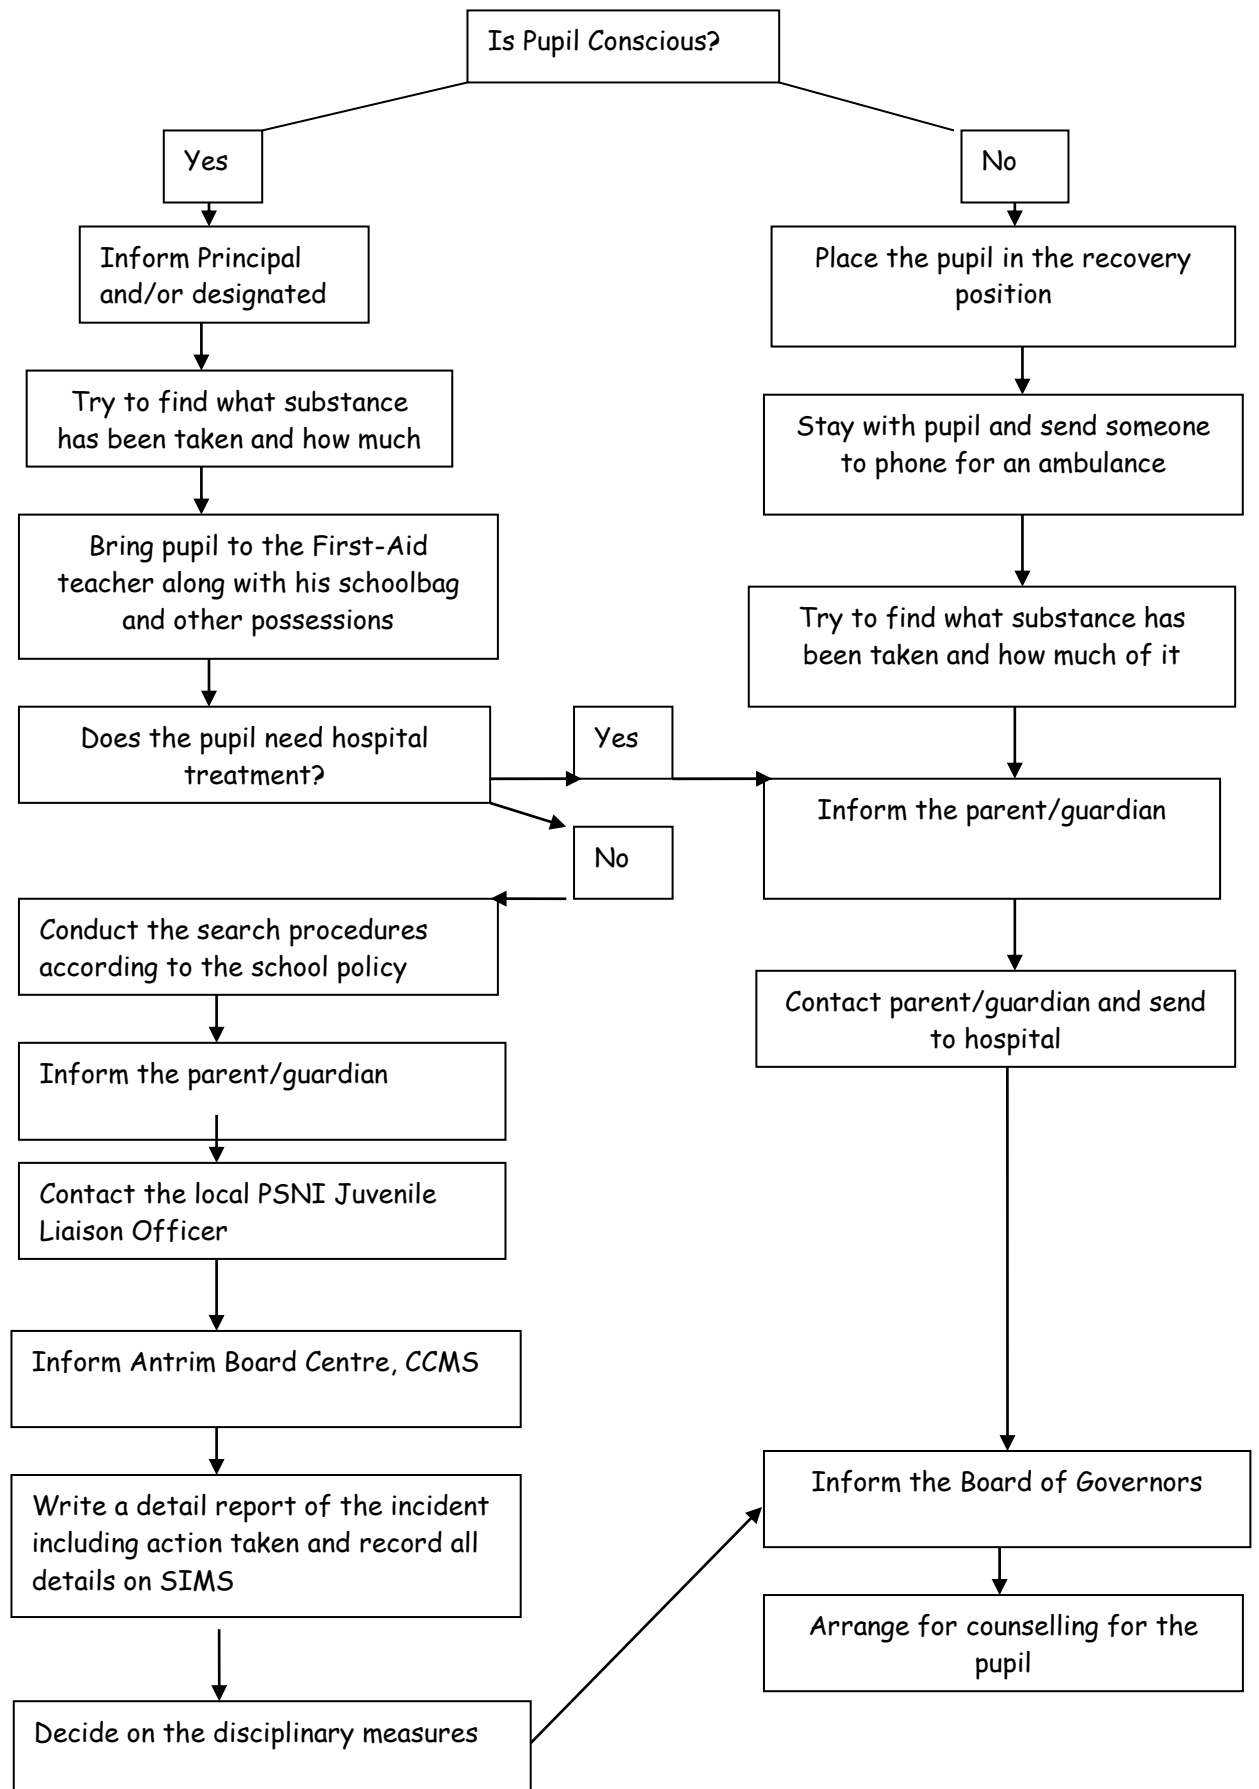 Is Pupil Conscious?
Yes
No
Inform Principal
and/or designated
Place the pupil in the recovery
position
Try to find what substance
has been taken and how much
Stay with pupil and send someone
to phone for an ambulance
Bring pupil to the First-Aid
teacher along with his schoolbag
and other possessions
Try to find what substance has
been taken and how much of it
Does the pupil need hospital
treatment?
Yes
Inform the parent/guardian
No
Conduct the search procedures
according to the school policy
Contact parent/guardian and send
to hospital
Inform the parent/guardian
Contact the local PSNI Juvenile
Liaison Officer
Inform Antrim Board Centre, CCMS
Write a detail report of the incident
including action taken and record all
details on SIMS
Inform the Board of Governors
Arrange for counselling for the
pupil
Decide on the disciplinary measures